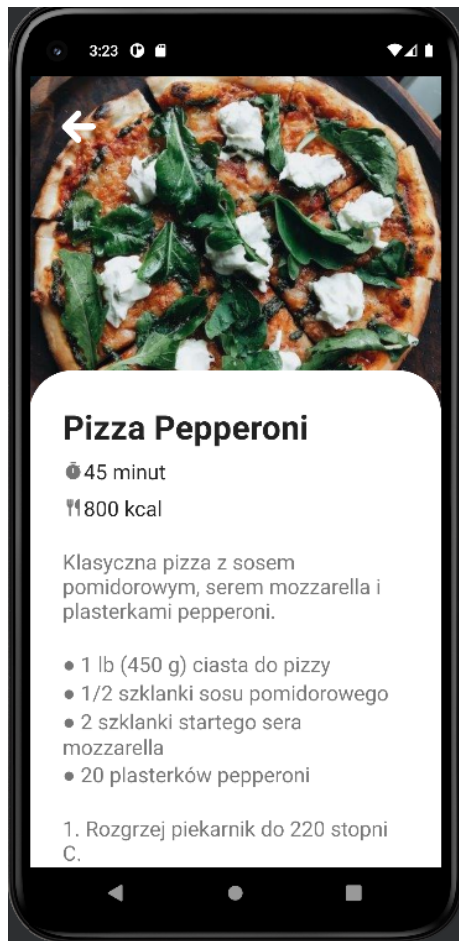 3:23
Pizza Pepperoni
45 minut
800 kcal
Klasyczna pizza z sosem
pomidorowym, serem mozzarella i
plasterkami pepperoni.
● 1 lb (450 g) ciasta do pizzy
● 1/2 szklanki sosu pomidorowego
● 2 szklanki startego sera
mozzarella
● 20 plasterków pepperoni
1. Rozgrzej piekarnik do 220 stopni
C.